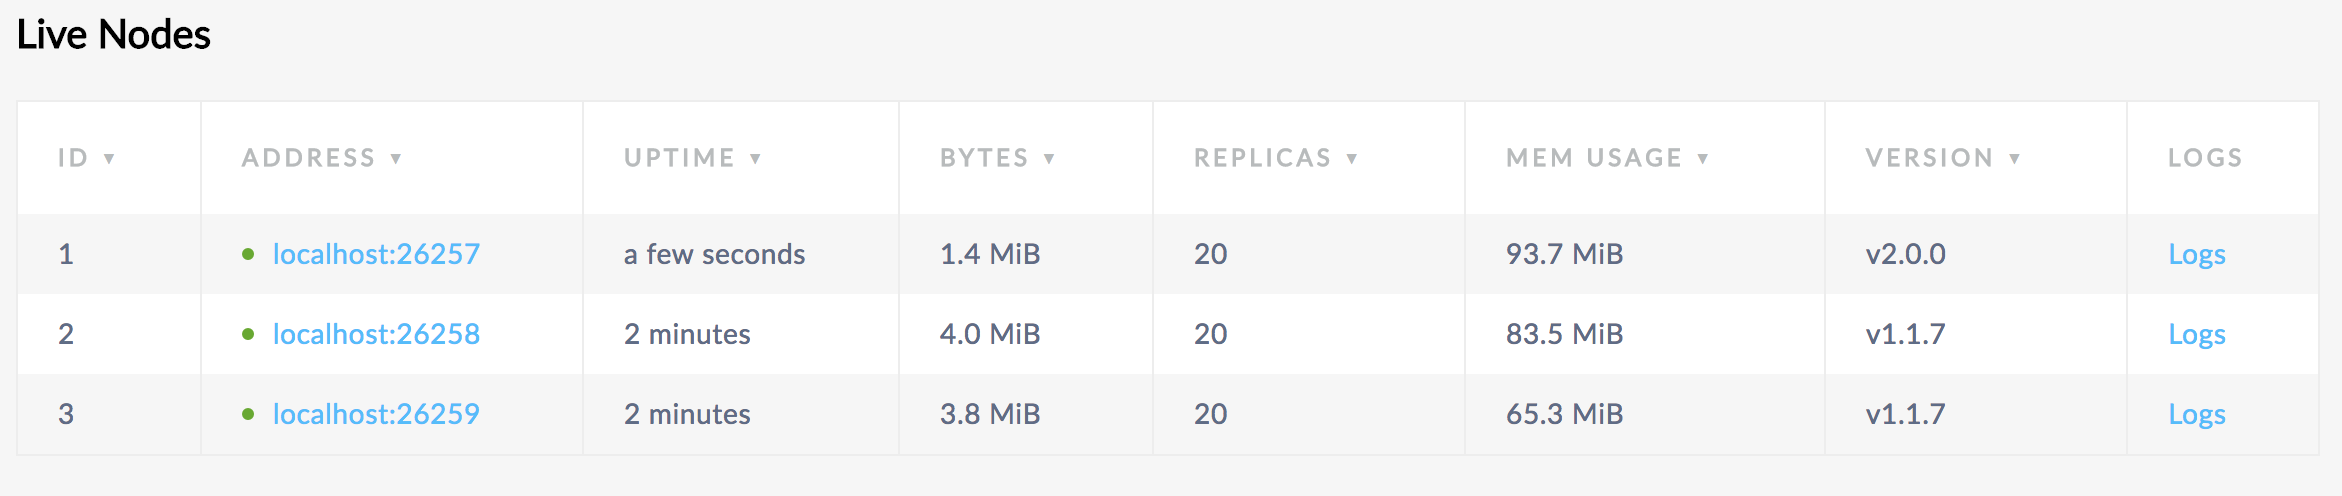 Live Nodes
ID ▼ ADDRESS ▼ UPTIME ▼ BYTES ▼ REPLICAS ▼ MEM USAGE ▼ VERSION ▼ LOGS
1 localhost:26257 a few seconds 1.4 MiB 20 93.7 MiB v2.0.0 Logs
2 localhost:26258 2 minutes 4.0 MiB 20 83.5 MiB v1.1.7 Logs
3 localhost:26259 2 minutes 3.8 MiB 20 65.3 MiB v1.1.7 Logs